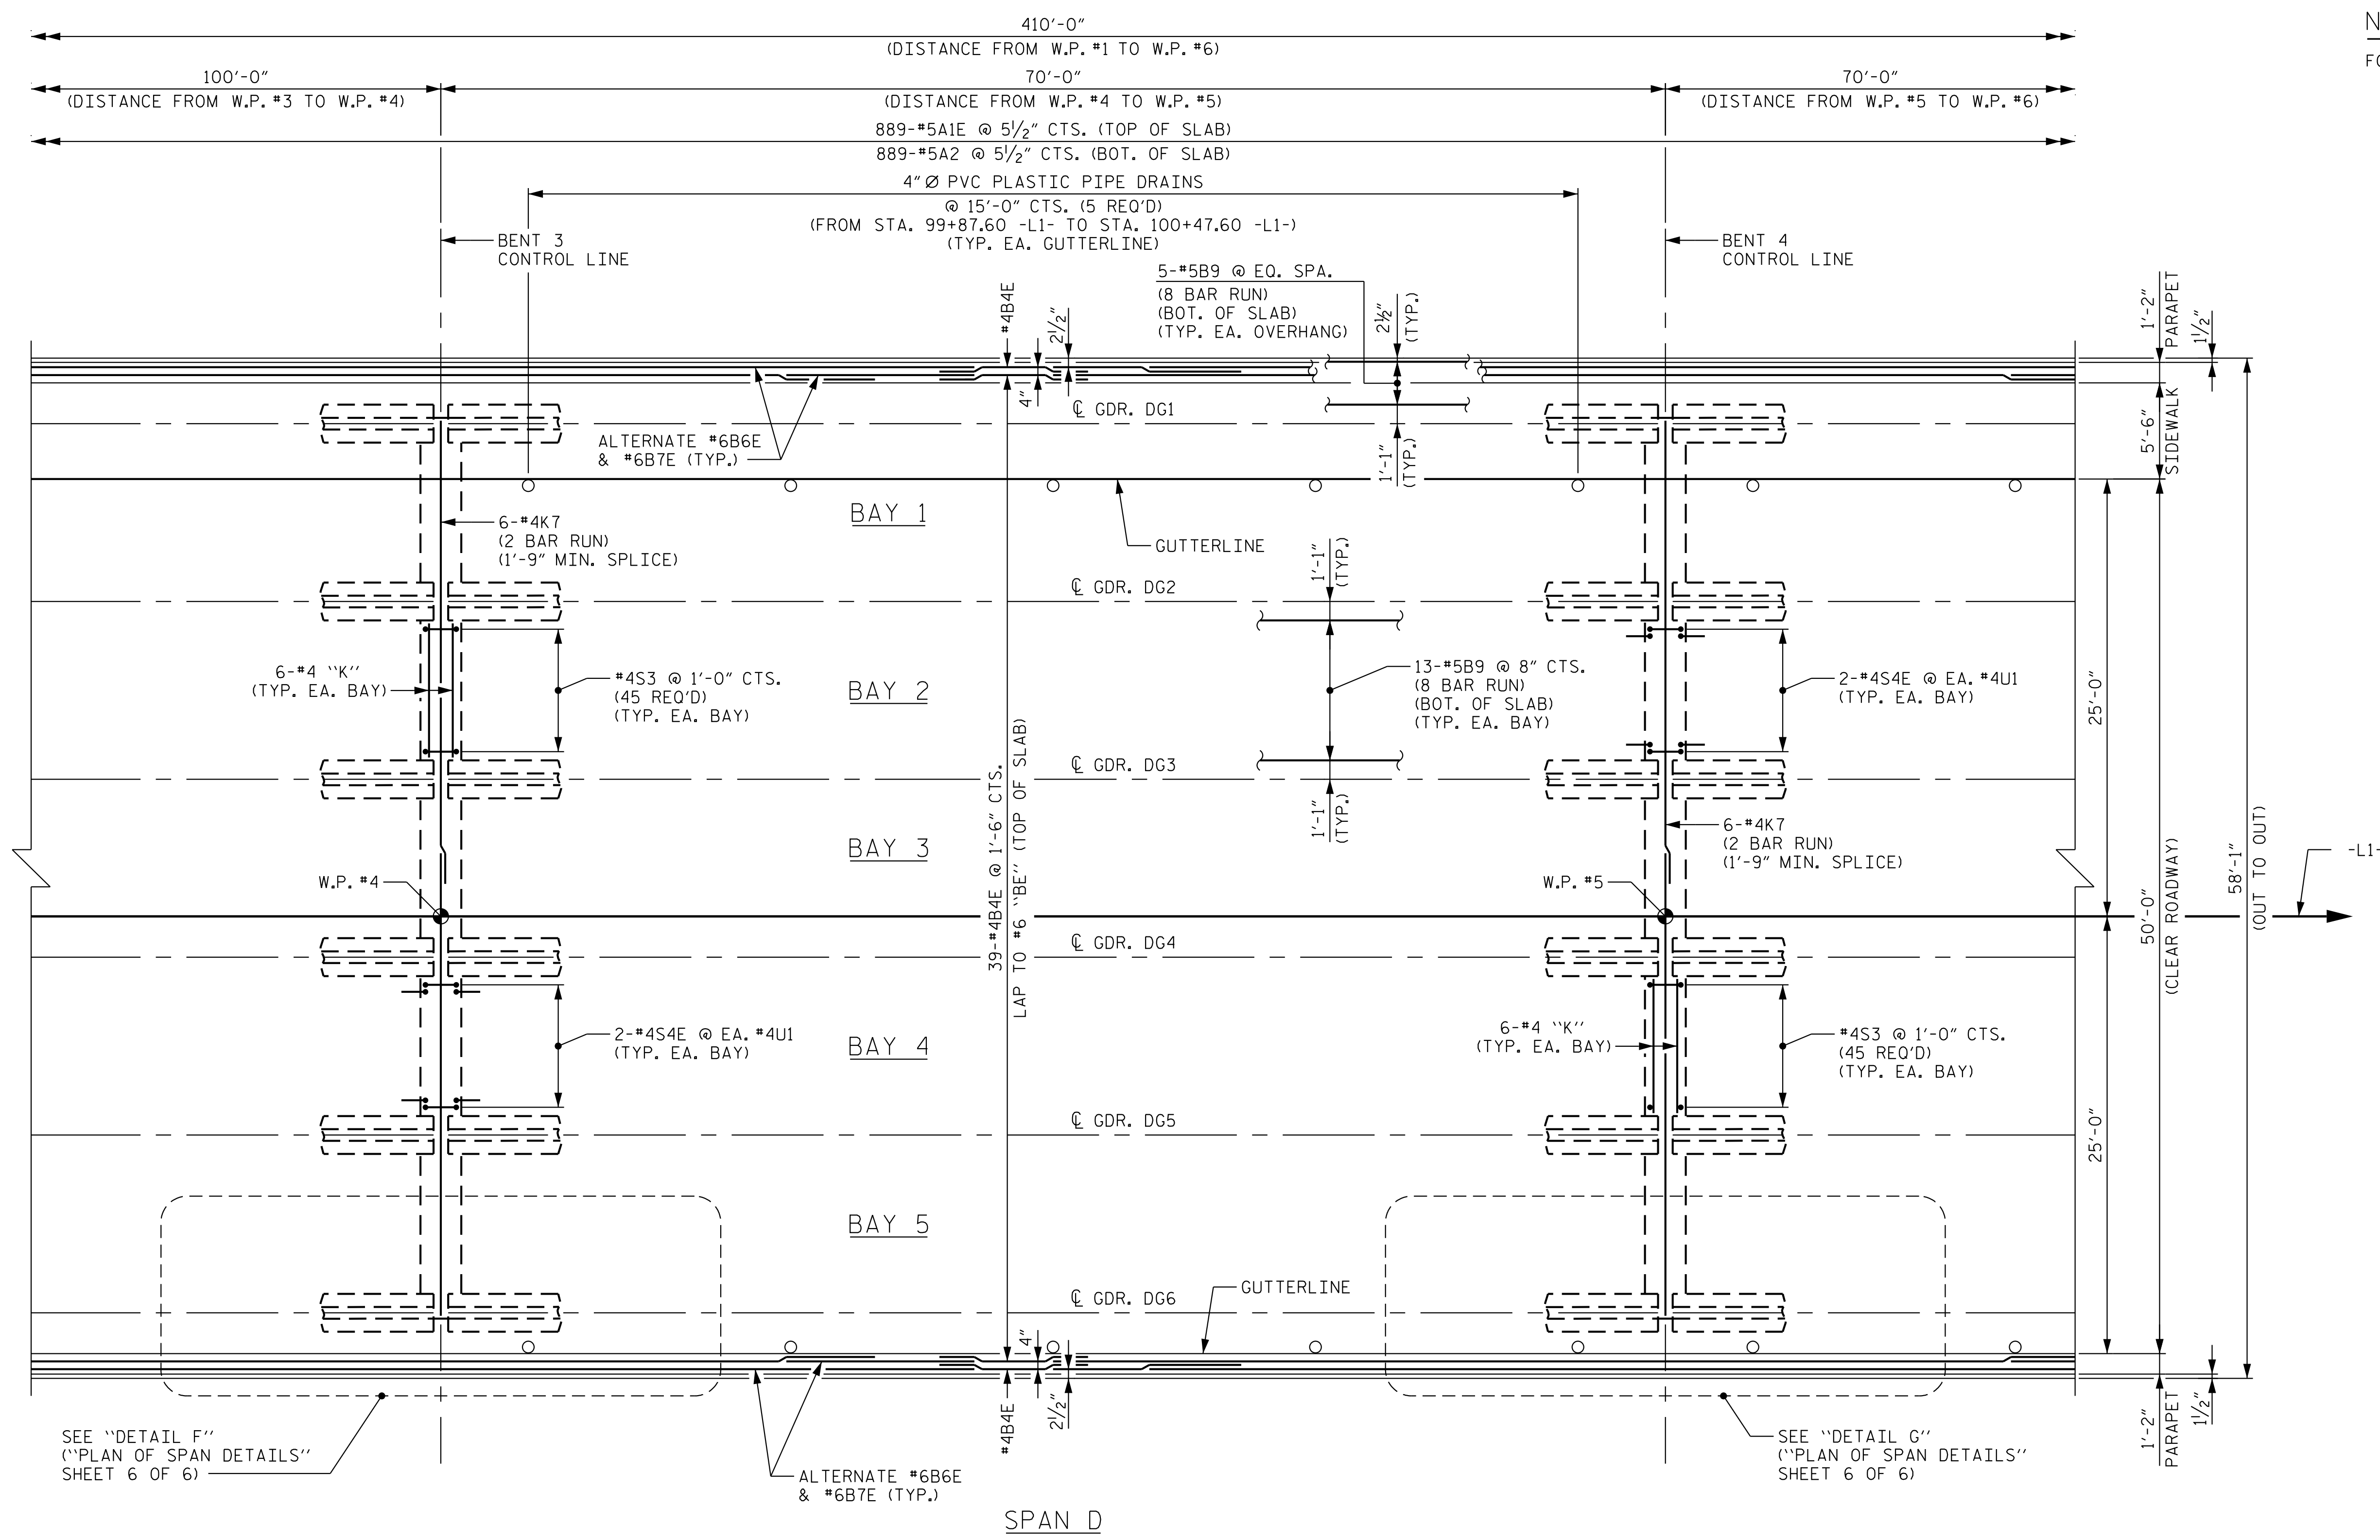 410'-0"
(DISTANCE FROM W.P. #1 TO W.P. #6)
100'-0"
(DISTANCE FROM W.P. #3 TO W.P. #4)
70'-0"
(DISTANCE FROM W.P. #4 TO W.P. #5)
70'-0"
(DISTANCE FROM W.P. #5 TO W.P. #6)
889-#5A1E @ 5½" CTS. (TOP OF SLAB)
889-#5A2 @ 5½" CTS. (BOT. OF SLAB)
4"Ø PVC PLASTIC PIPE DRAINS
@ 15'-0" CTS. (5 REQ'D)
(FROM STA. 99+87.60 -L1- TO STA. 100+47.60 -L1-)
(TYP. EA. GUTTERLINE)
BENT 3
CONTROL LINE
BENT 4
CONTROL LINE
5-#5B9 @ EQ. SPA.
(8 BAR RUN)
(BOT. OF SLAB)
(TYP. EA. OVERHANG)
#4B4E
2½"
4"
2½"
(TYP.)
1'-1"
(TYP.)
1'-2"
PARAPET
1½"
5'-6"
SIDEWALK
℄ GDR. DG1
ALTERNATE #6B6E
& #6B7E (TYP.)
BAY 1
6-#4K7
(2 BAR RUN)
(1'-9" MIN. SPLICE)
GUTTERLINE
1'-1"
(TYP.)
℄ GDR. DG2
6-#4 ‘‘K’’
(TYP. EA. BAY)
#4S3 @ 1'-0" CTS.
(45 REQ'D)
(TYP. EA. BAY)
BAY 2
13-#5B9 @ 8" CTS.
(8 BAR RUN)
(BOT. OF SLAB)
(TYP. EA. BAY)
2-#4S4E @ EA. #4U1
(TYP. EA. BAY)
25'-0"
℄ GDR. DG3
1'-1"
(TYP.)
39-#4B4E @ 1'-6" CTS.
LAP TO #6 "BE" (TOP OF SLAB)
BAY 3
6-#4K7
(2 BAR RUN)
(1'-9" MIN. SPLICE)
W.P. #4
W.P. #5
-L1-
50'-0"
(CLEAR ROADWAY)
58'-1"
(OUT TO OUT)
℄ GDR. DG4
2-#4S4E @ EA. #4U1
(TYP. EA. BAY)
BAY 4
6-#4 ‘‘K’’
(TYP. EA. BAY)
#4S3 @ 1'-0" CTS.
(45 REQ'D)
(TYP. EA. BAY)
25'-0"
℄ GDR. DG5
BAY 5
℄ GDR. DG6
GUTTERLINE
4"
2½"
#4B4E
1'-2"
PARAPET
1½"
SEE ‘‘DETAIL F’’
(‘‘PLAN OF SPAN DETAILS’’
SHEET 6 OF 6)
ALTERNATE #6B6E
& #6B7E (TYP.)
SEE ‘‘DETAIL G’’
(‘‘PLAN OF SPAN DETAILS’’
SHEET 6 OF 6)
SPAN D